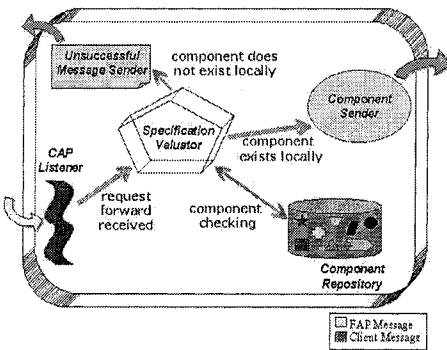 Unsuccessful
Message Sender
component does
not exist locally
Component
Sender
Specification
Valuator
CAP
Listener
component
exists locally
request
forward
received
component
checking
Component
Repository
FAP Message
Client Message